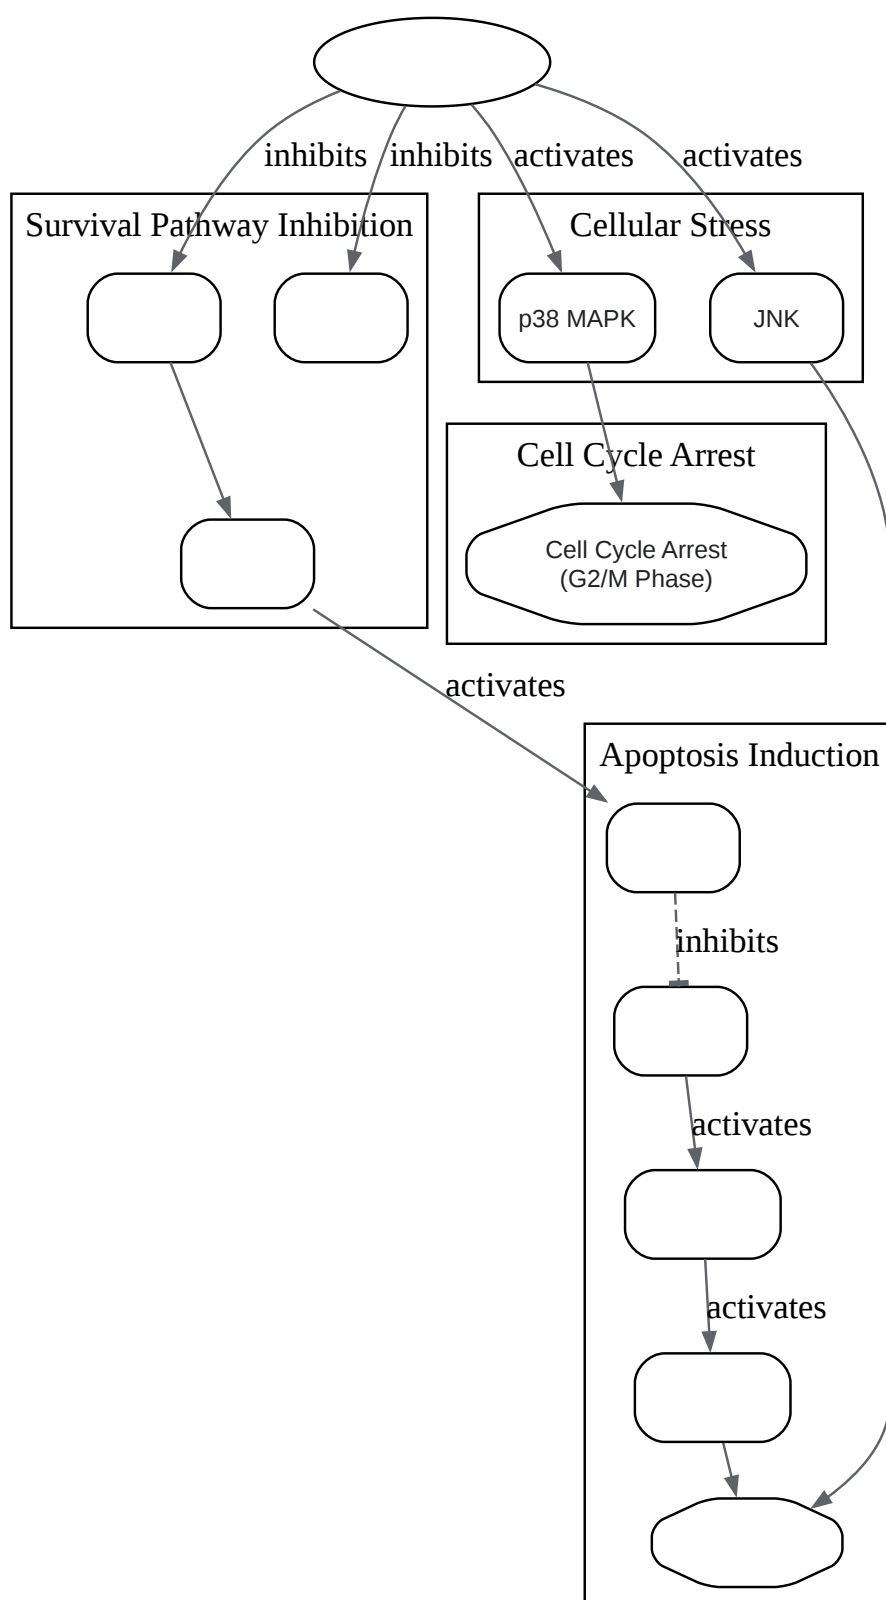 inhibits
inhibits
activates
activates
Survival Pathway Inhibition
Cellular Stress
p38 MAPK
JNK
Cell Cycle Arrest
Cell Cycle Arrest
(G2/M Phase)
activates
Apoptosis Induction
inhibits
activates
activates